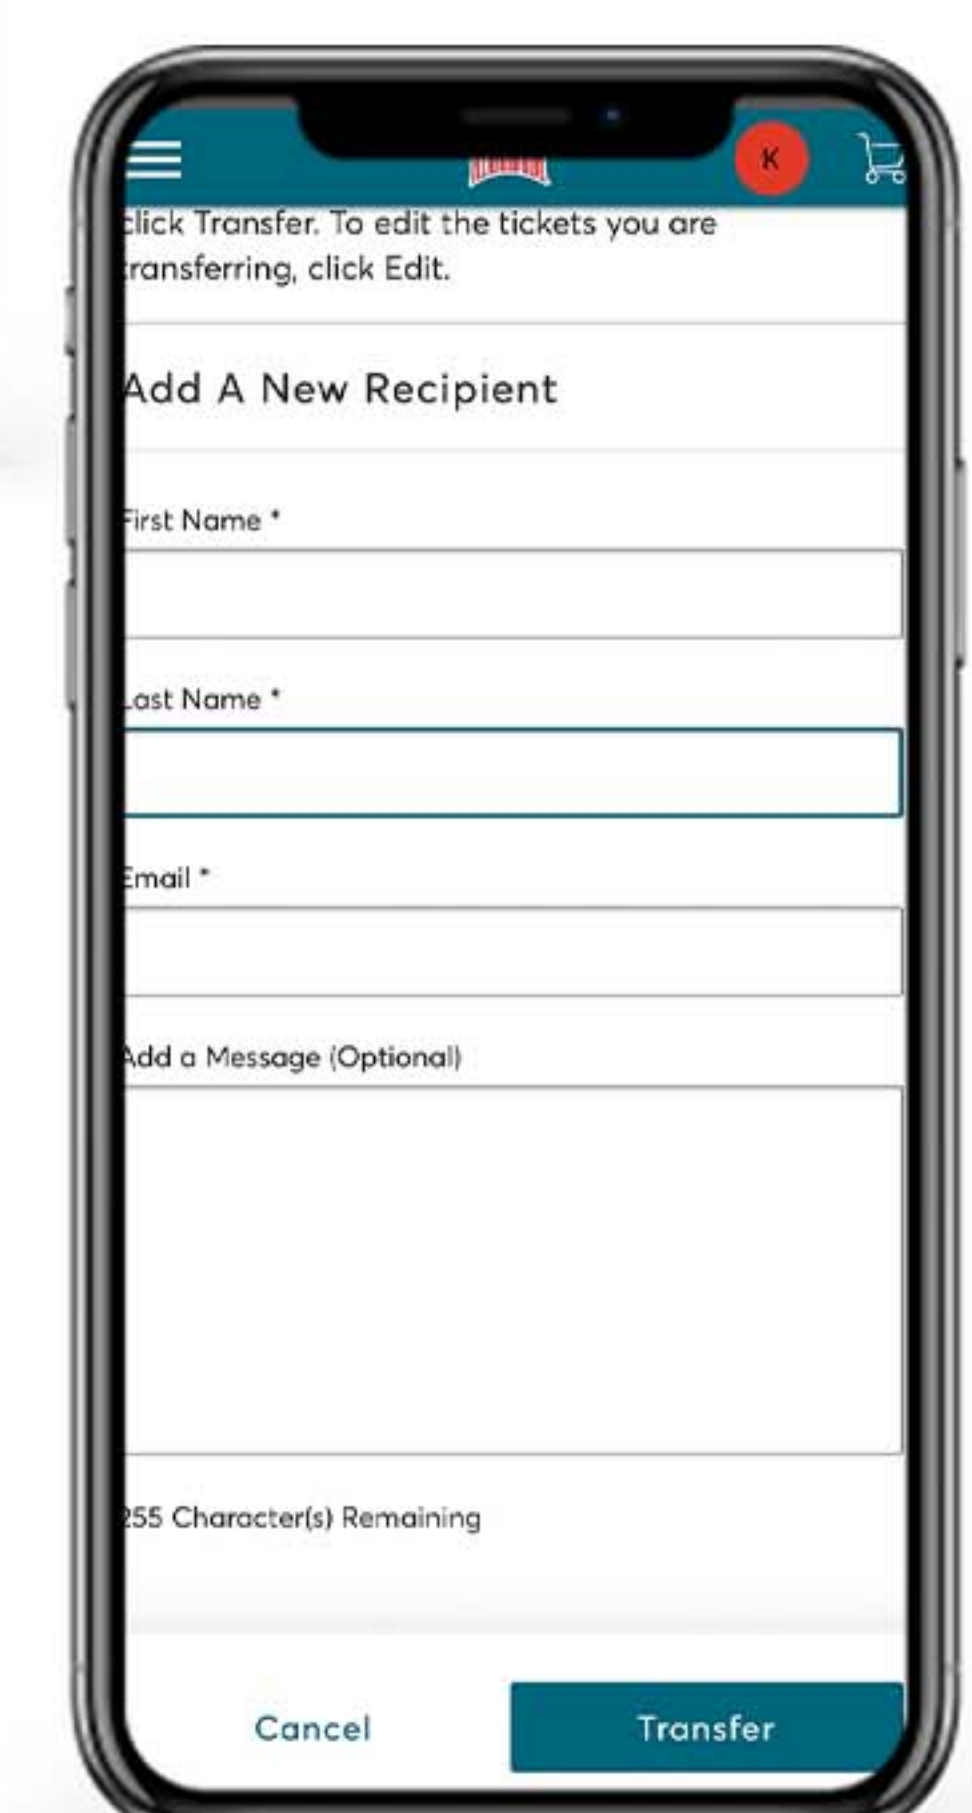 K
click Transfer. To edit the tickets you are
transferring, click Edit.
Add A New Recipient
First Name *
Last Name *
Email *
Add a Message (Optional)
255 Character(s) Remaining
Cancel
Transfer